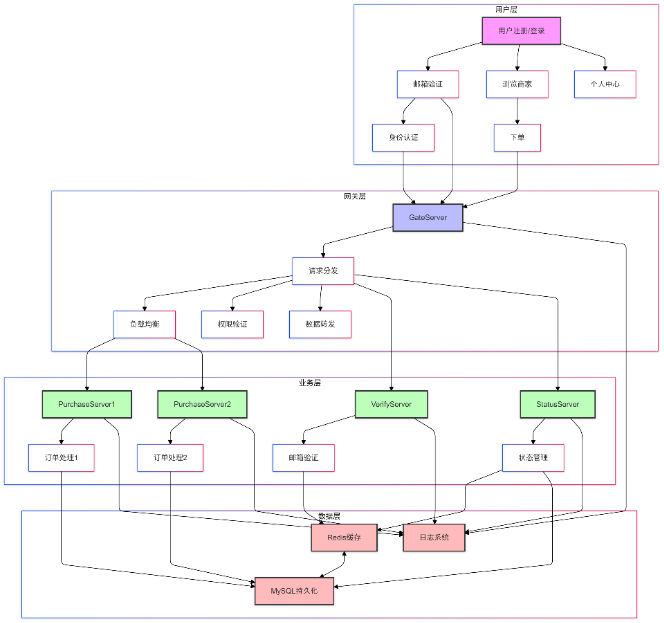 用户层
用户注册/登录
邮箱验证
浏览商家
个人中心
身份认证
下单
网关层
GateServer
请求分发
负载均衡
权限验证
数据转发
业务层
PurchaseServer1
PurchaseServer2
VerifyServer
StatusServer
订单处理1
订单处理2
邮箱验证
状态管理
数据层
Redis缓存
日志系统
MySQL持久化